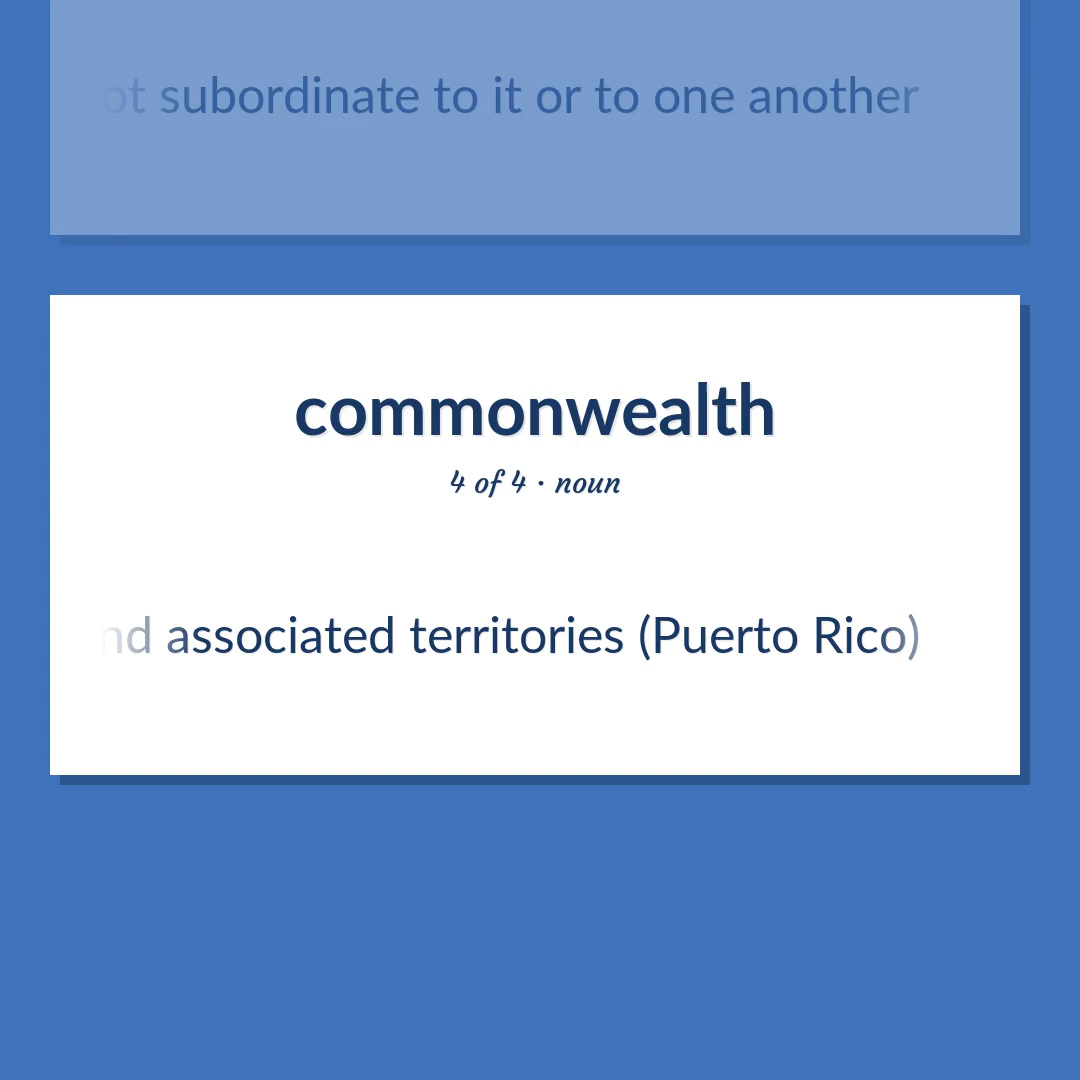 subordinate to it or to one another
commonwealth
4 of 4 · noun
associated territories (Puerto Rico)